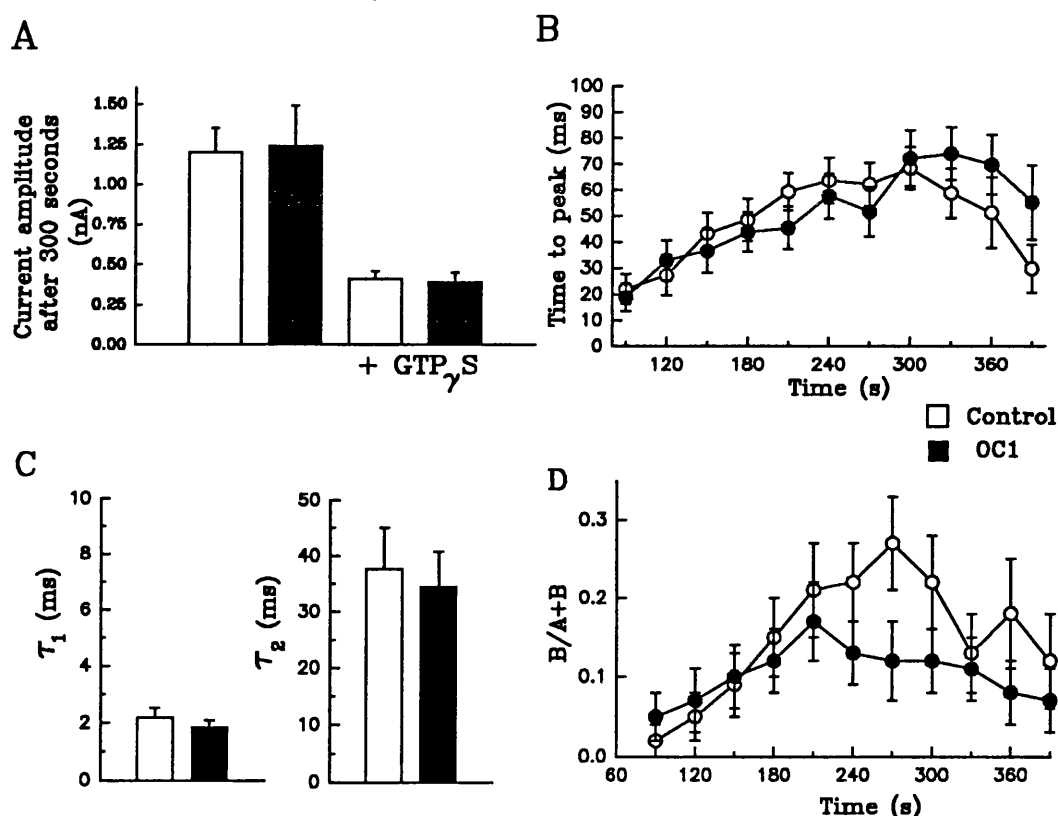 A
Current amplitude
after 300 seconds
(nA)
1.50
1.25
1.00
0.75
0.50
0.25
0.00
+ GTPγS
B
Time to peak (ms)
100
90
80
70
60
50
40
30
20
10
0
120 180 240 300 360
Time (s)
Control
OC1
C
τ1 (ms)
10
8
6
4
2
0
τ2 (ms)
50
40
30
20
10
0
D
B/A+B
0.3
0.2
0.1
0.0
60 120 180 240 300 360
Time (s)